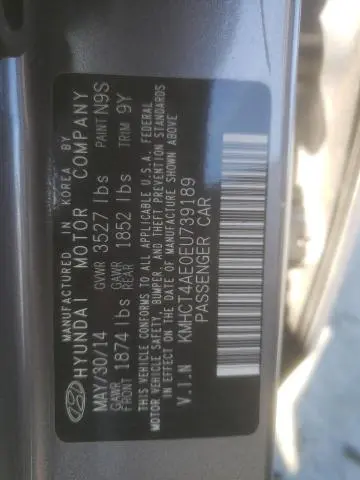 MANUFACTURED IN KOREA BY
HYUNDAI MOTOR COMPANY
MAY/30/14 GVWR 3527 lbs PAINT N9S
GAWR FRONT 1874 lbs GAWR REAR 1852 lbs TRIM 9Y
THIS VEHICLE CONFORMS TO ALL APPLICABLE U.S.A. FEDERAL
MOTOR VEHICLE SAFETY, BUMPER, AND THEFT PREVENTION STANDARDS
IN EFFECT ON THE DATE OF MANUFACTURE SHOWN ABOVE
V.I.N KMHCT4AE0EU739189
PASSENGER CAR